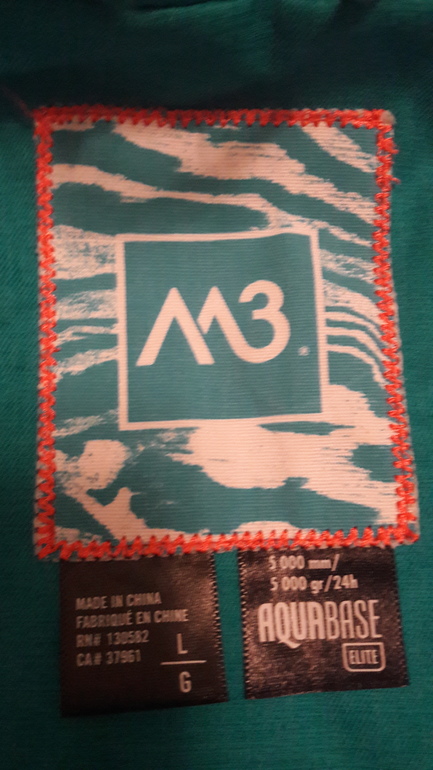 M3
MADE IN CHINA
FABRIQUÉ EN CHINE
RN# 130582
CA# 37961
L
G
5 000 mm/
5 000 gr/24h
AQUABASE
ELITE